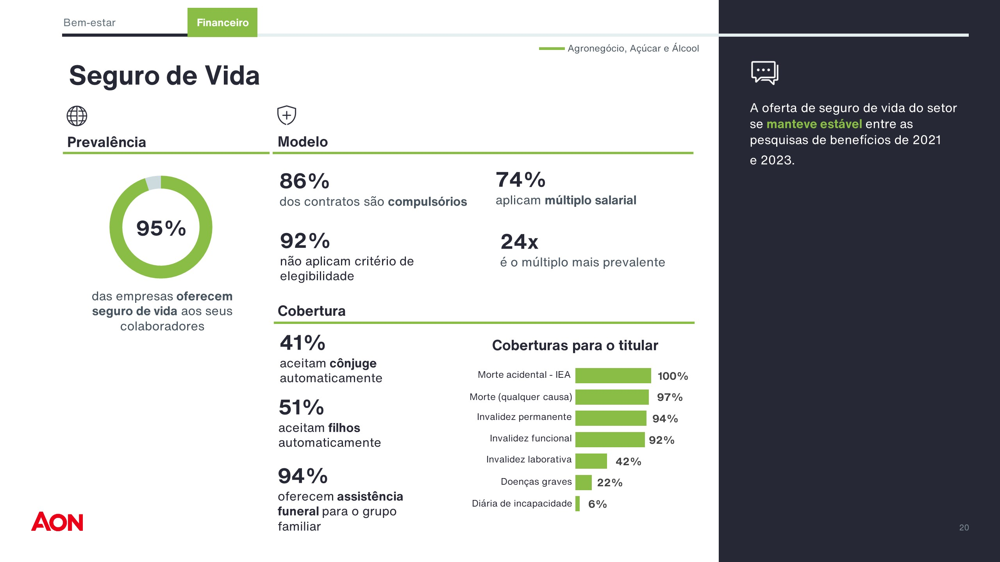 Bem-estar
Financeiro
Agronegócio, Açúcar e Álcool
Seguro de Vida
Prevalência
95%
das empresas oferecem
seguro de vida aos seus
colaboradores
Modelo
86%
dos contratos são compulsórios
74%
aplicam múltiplo salarial
92%
não aplicam critério de
elegibilidade
24x
é o múltiplo mais prevalente
Cobertura
41%
aceitam cônjuge
automaticamente
51%
aceitam filhos
automaticamente
94%
oferecem assistência
funeral para o grupo
familiar
Coberturas para o titular
Morte acidental - IEA 100%
Morte (qualquer causa) 97%
Invalidez permanente 94%
Invalidez funcional 92%
Invalidez laborativa 42%
Doenças graves 22%
Diária de incapacidade 6%
A oferta de seguro de vida do setor
se manteve estável entre as
pesquisas de benefícios de 2021
e 2023.
AON
20